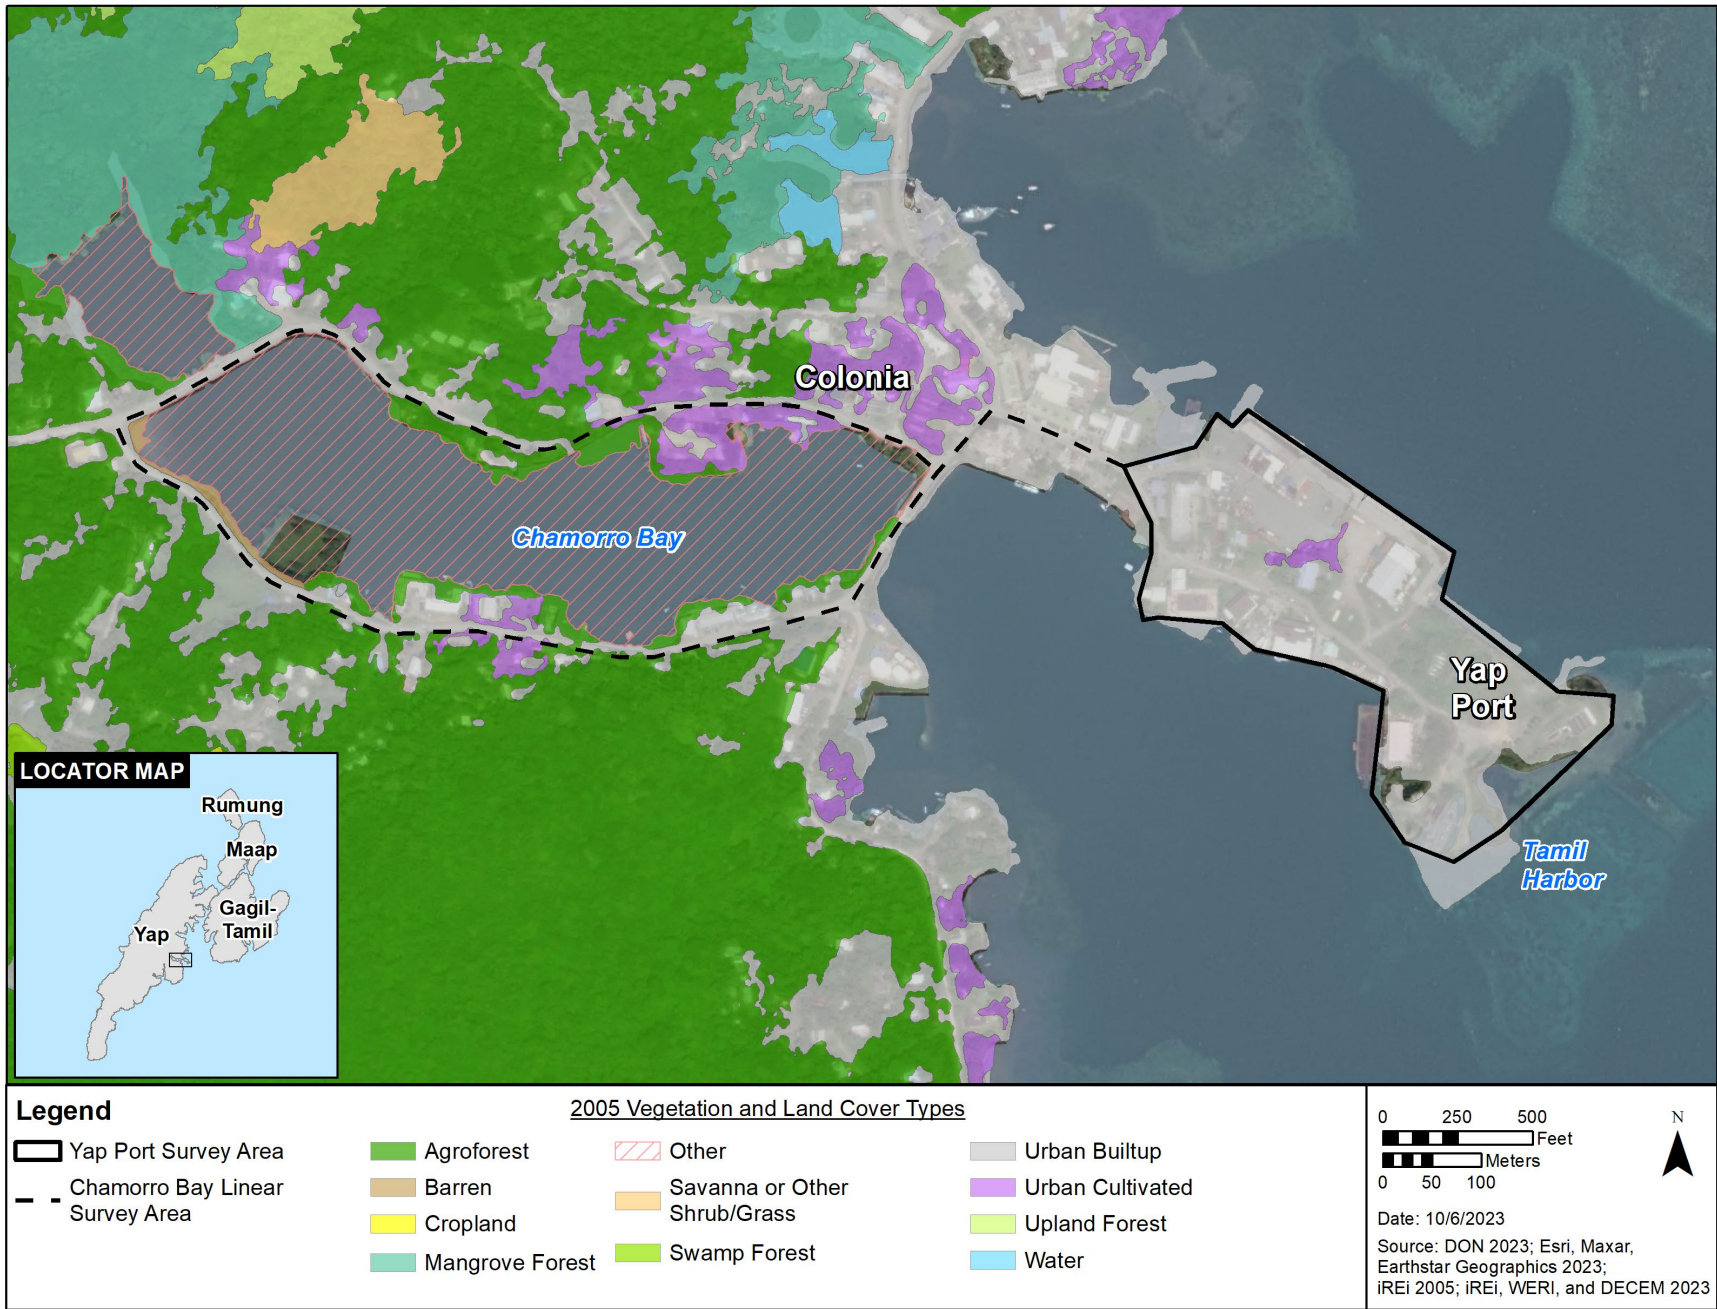 Colonia
Chamorro Bay
Yap
Port
Tamil
Harbor
LOCATOR MAP
Rumung
Maap
Gagil-
Tamil
Yap
Legend
2005 Vegetation and Land Cover Types
Yap Port Survey Area
Chamorro Bay Linear
Survey Area
Agroforest
Barren
Cropland
Mangrove Forest
Other
Savanna or Other
Shrub/Grass
Swamp Forest
Urban Builtup
Urban Cultivated
Upland Forest
Water
0 250 500
Feet
Meters
0 50 100
N
Date: 10/6/2023
Source: DON 2023; Esri, Maxar,
Earthstar Geographics 2023;
iREi 2005; iREi, WERI, and DECEM 2023